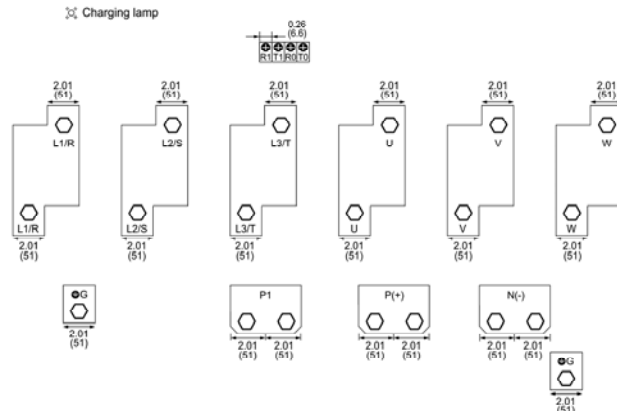 Charging lamp
0.26
(6.6)
R1 T1 R0 T0
2.01 2.01 2.01 2.01 2.01 2.01
(51) (51) (51) (51) (51) (51)
L1/R L2/S L3/T U V W
L1/R L2/S L3/T U V W
2.01 2.01 2.01 2.01 2.01 2.01
(51) (51) (51) (51) (51) (51)
G P1 P(+) N(-)
2.01 2.01 2.01 2.01 2.01 2.01 2.01
(51) (51) (51) (51) (51) (51) (51)
G
2.01
(51)